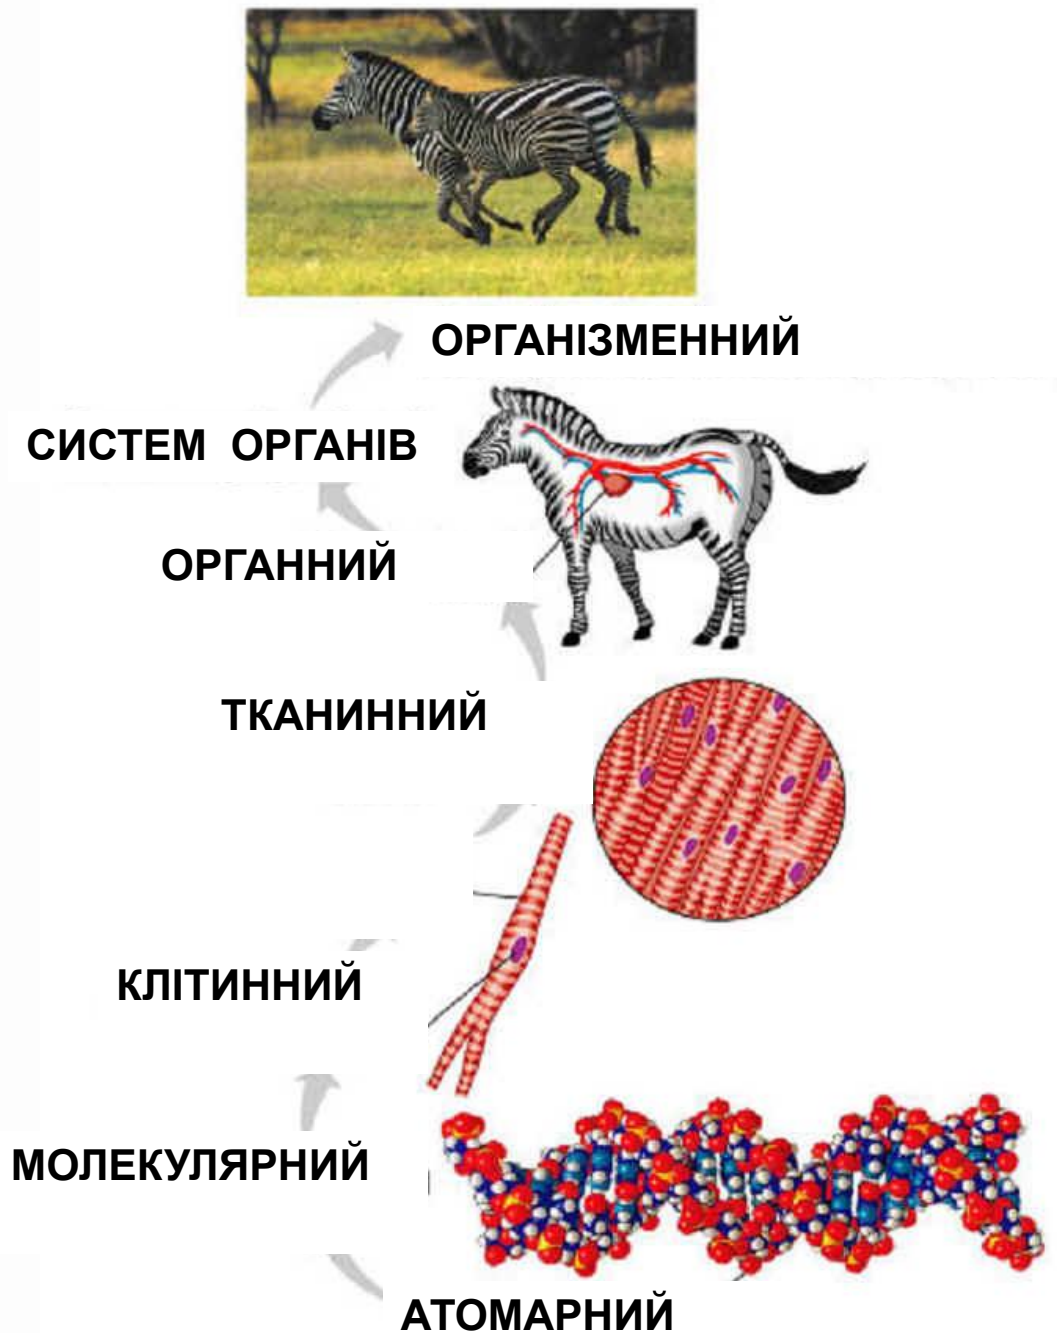 ОРГАНІЗМЕННИЙ
СИСТЕМ ОРГАНІВ
ОРГАННИЙ
ТКАНИННИЙ
КЛІТИННИЙ
МОЛЕКУЛЯРНИЙ
АТОМАРНИЙ